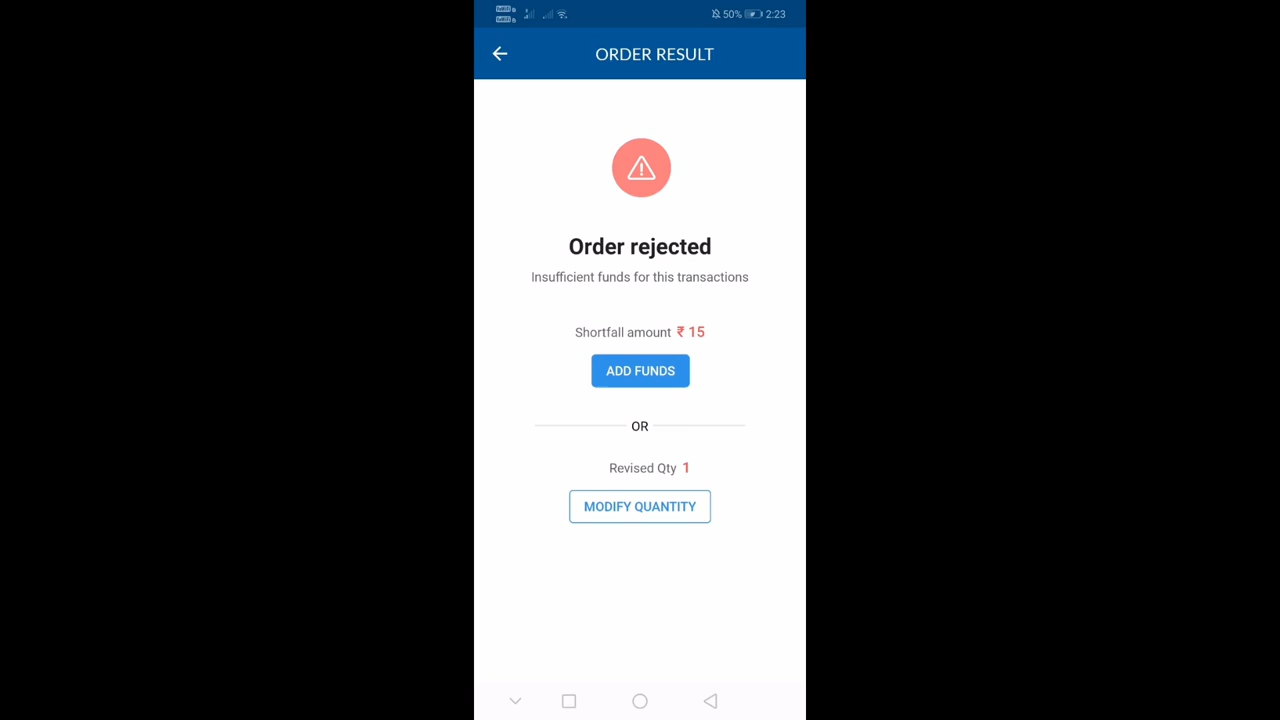 50% 2:23
ORDER RESULT
Order rejected
Insufficient funds for this transactions
Shortfall amount ₹ 15
ADD FUNDS
OR
Revised Qty 1
MODIFY QUANTITY